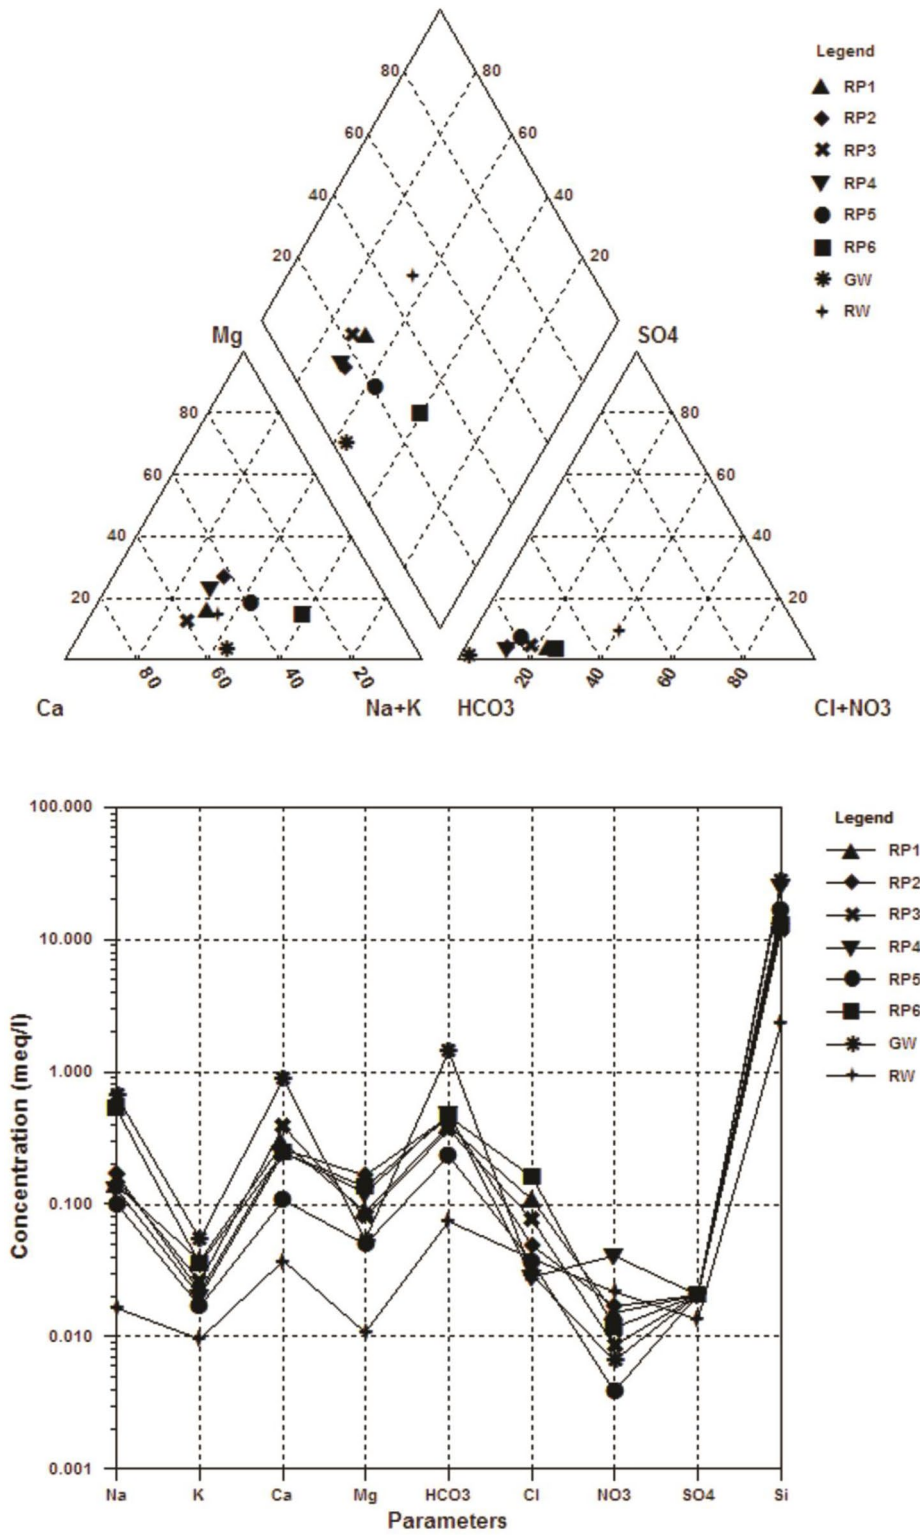 Legend
RP1
RP2
RP3
RP4
RP5
RP6
GW
RW
80 80
60 60
40 40
20 20
Mg SO4
80 80
60 60
40 40
20 20
80 60 40 20 20 40 60 80
Ca Na+K HCO3 Cl+NO3
100.000
10.000
1.000
0.100
0.010
0.001
Concentration (meq/l)
Na K Ca Mg HCO3 Cl NO3 SO4 Si
Parameters
Legend
RP1
RP2
RP3
RP4
RP5
RP6
GW
RW